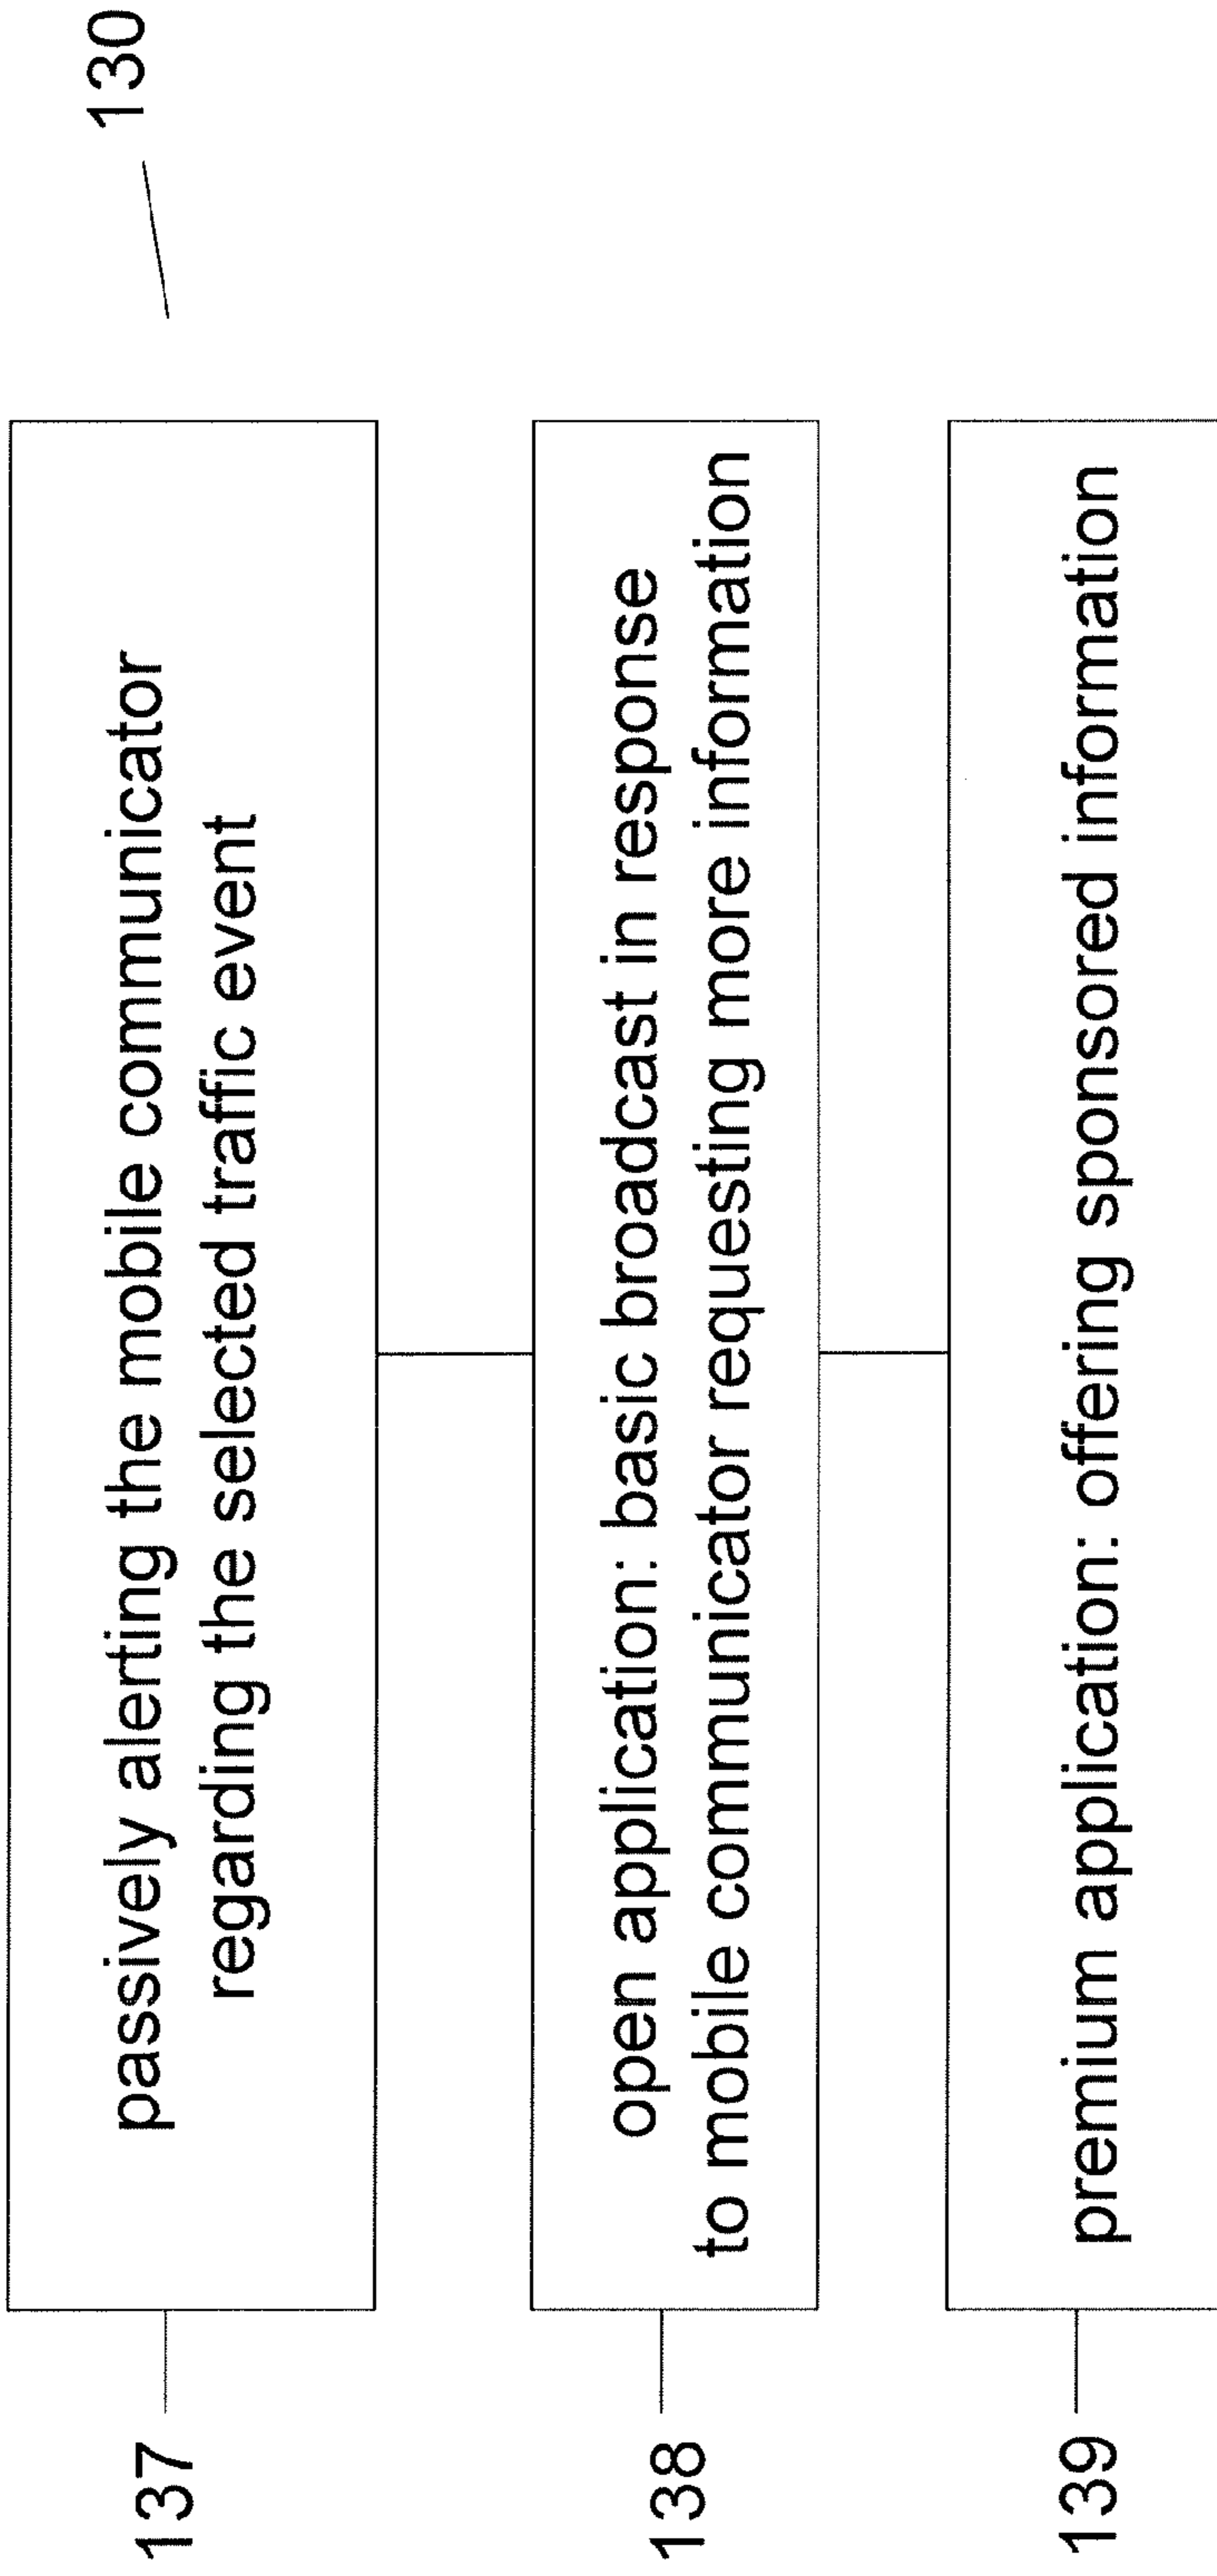 130
137
passively alerting the mobile communicator
regarding the selected traffic event
138
open application: basic broadcast in response
to mobile communicator requesting more information
139
premium application: offering sponsored information